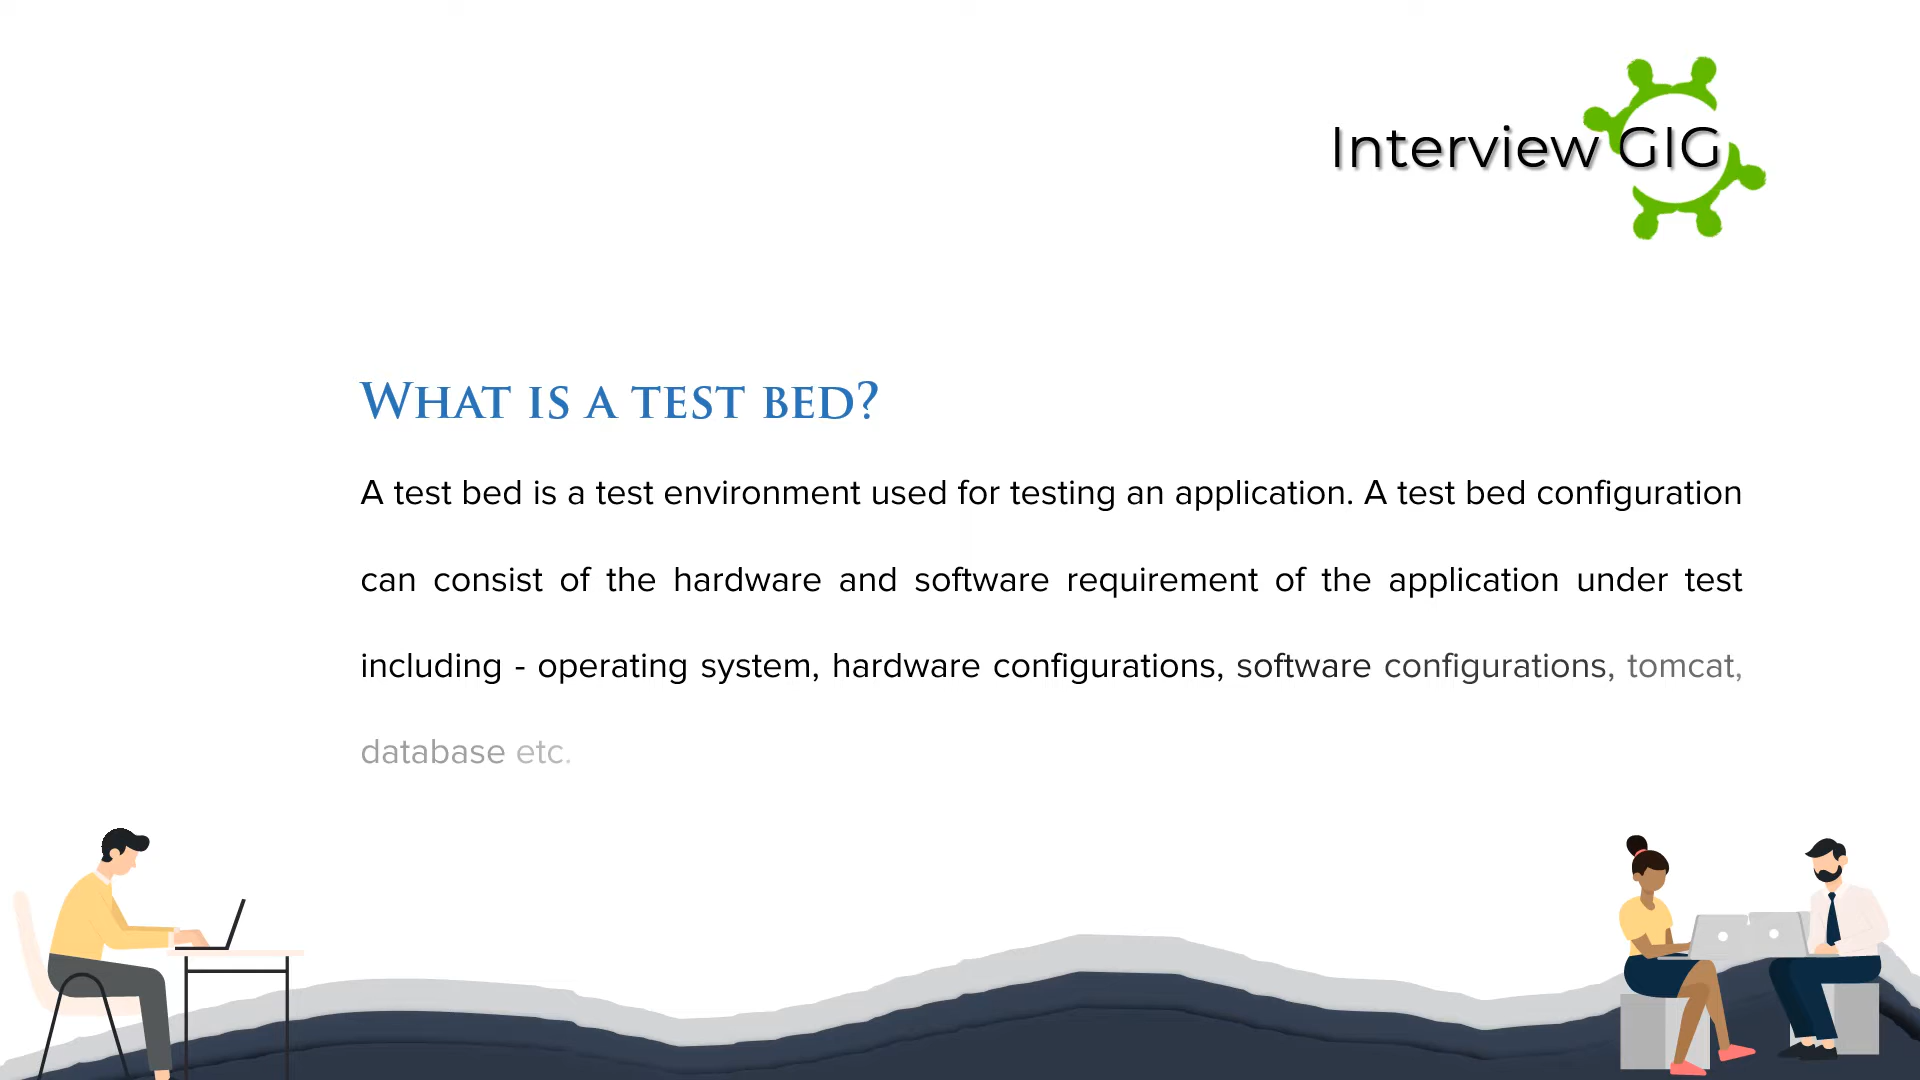 Interview GIG
What is a test bed?
A test bed is a test environment used for testing an application. A test bed configuration
can consist of the hardware and software requirement of the application under test
including - operating system, hardware configurations, software configurations, tomcat,
database etc.